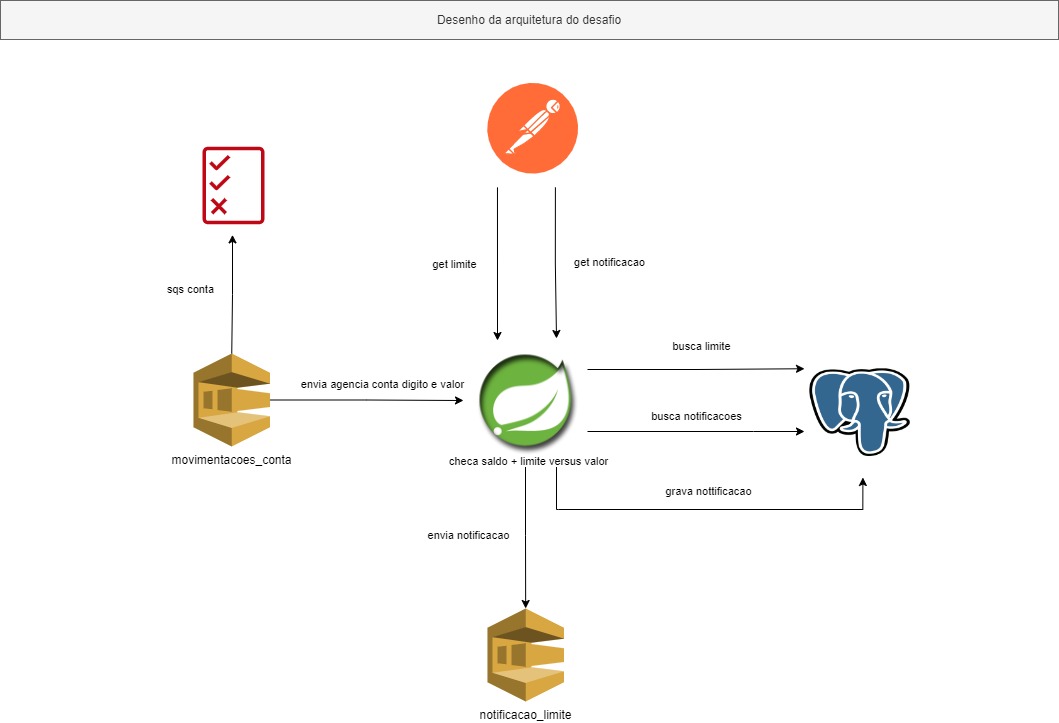 Desenho da arquitetura do desafio
get limite
get notificacao
sqs conta
busca limite
envia agencia conta digito e valor
busca notificacoes
movimentacoes_conta
checa saldo + limite versus valor
grava nottificacao
envia notificacao
notificacao_limite